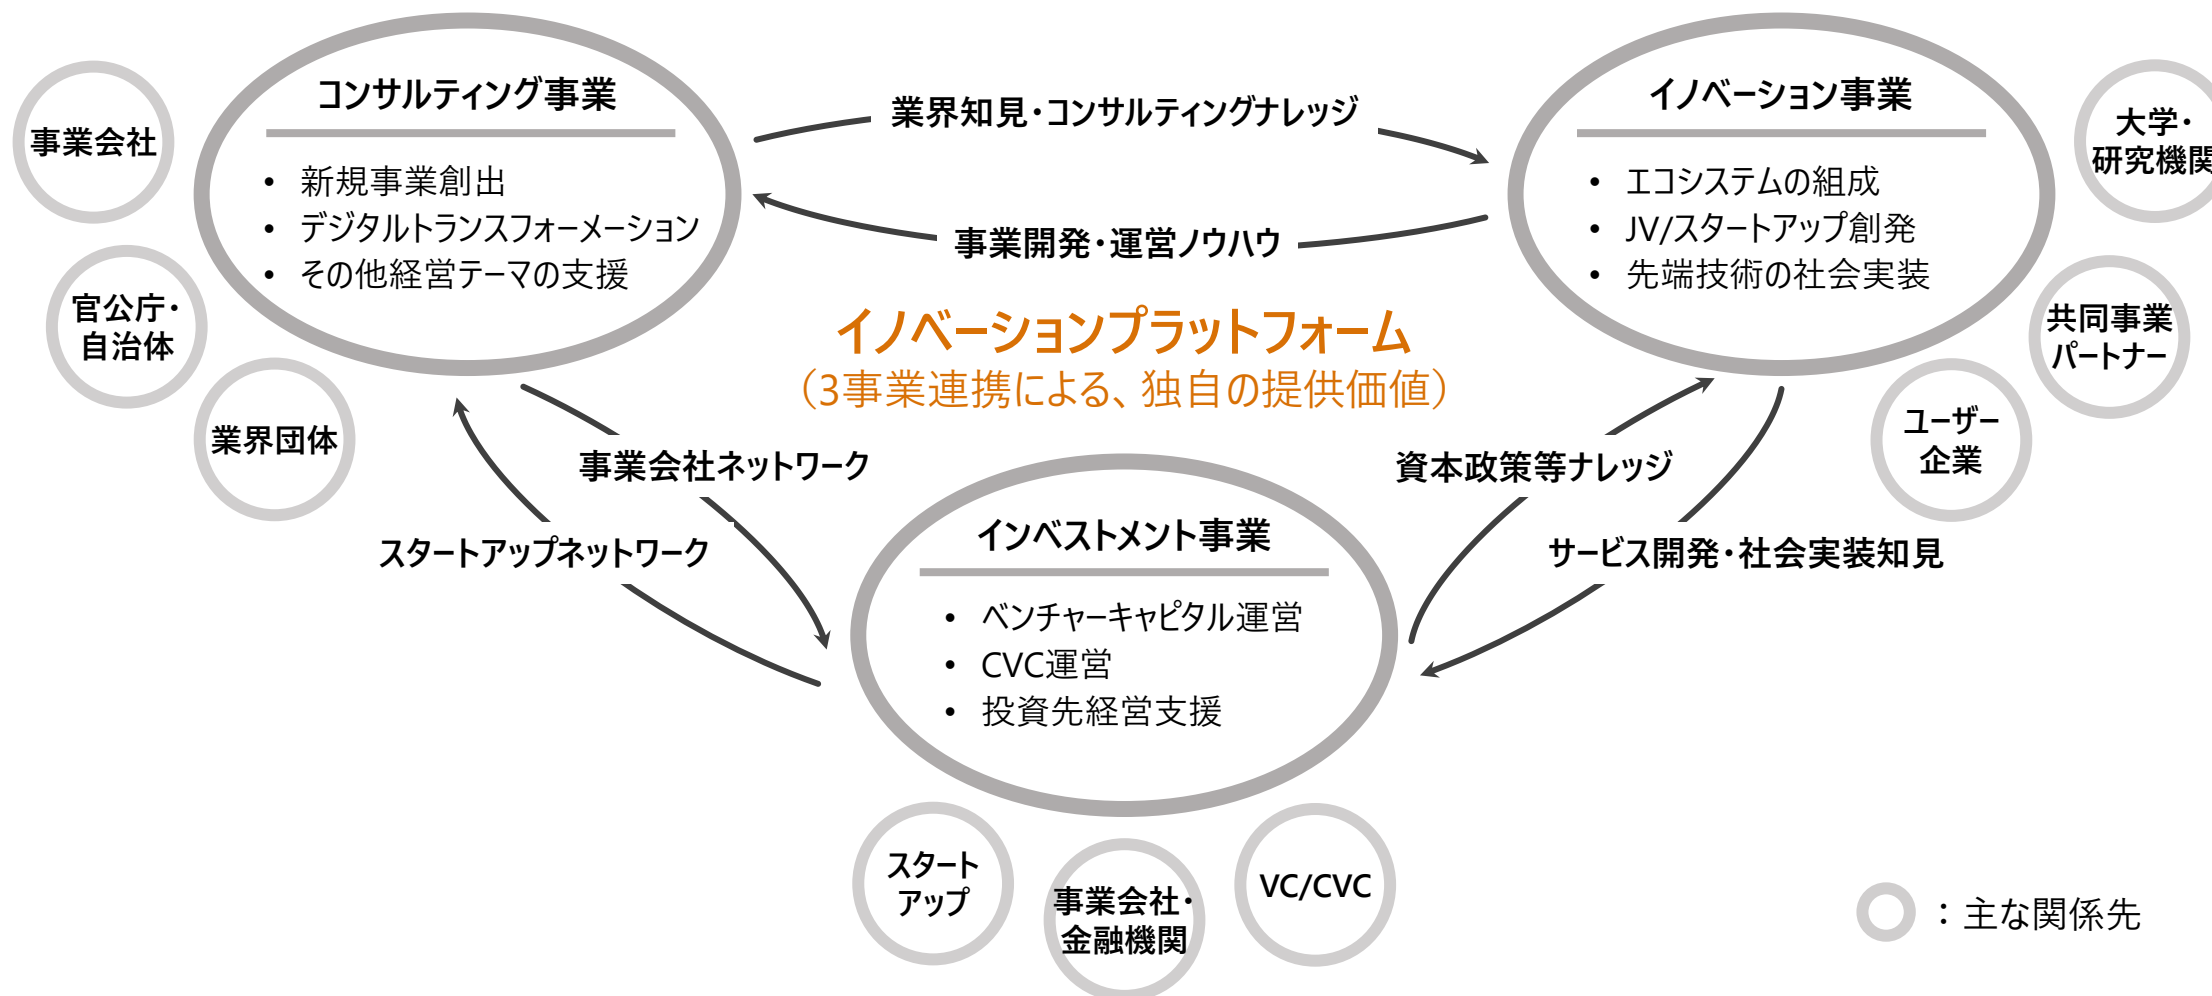 コンサルティング事業
• 新規事業創出
• デジタルトランスフォーメーション
• その他経営テーマの支援
事業会社
官公庁・
自治体
業界団体
業界知見・コンサルティングナレッジ
事業開発・運営ノウハウ
イノベーション事業
• エコシステムの組成
• JV/スタートアップ創発
• 先端技術の社会実装
大学・
研究機関
共同事業
パートナー
ユーザー
企業
イノベーションプラットフォーム
（3事業連携による、独自の提供価値）
事業会社ネットワーク
スタートアップネットワーク
資本政策等ナレッジ
サービス開発・社会実装知見
インベストメント事業
• ベンチャーキャピタル運営
• CVC運営
• 投資先経営支援
スタート
アップ
事業会社・
金融機関
VC/CVC
：主な関係先